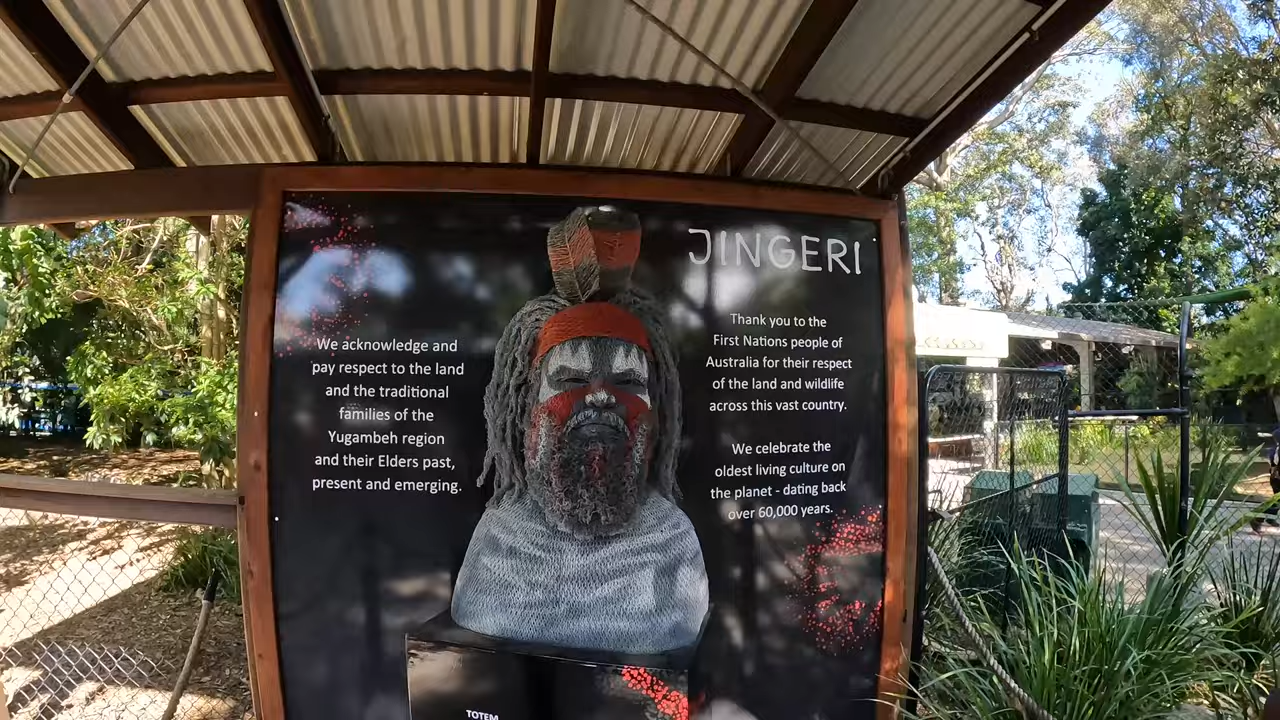 We acknowledge and
pay respect to the land
and the traditional
families of the
Yugambeh region
and their Elders past,
present and emerging.
JINGERI
Thank you to the
First Nations people of
Australia for their respect
of the land and wildlife
across this vast country.
We celebrate the
oldest living culture on
the planet - dating back
over 60,000 years.
TOTEM